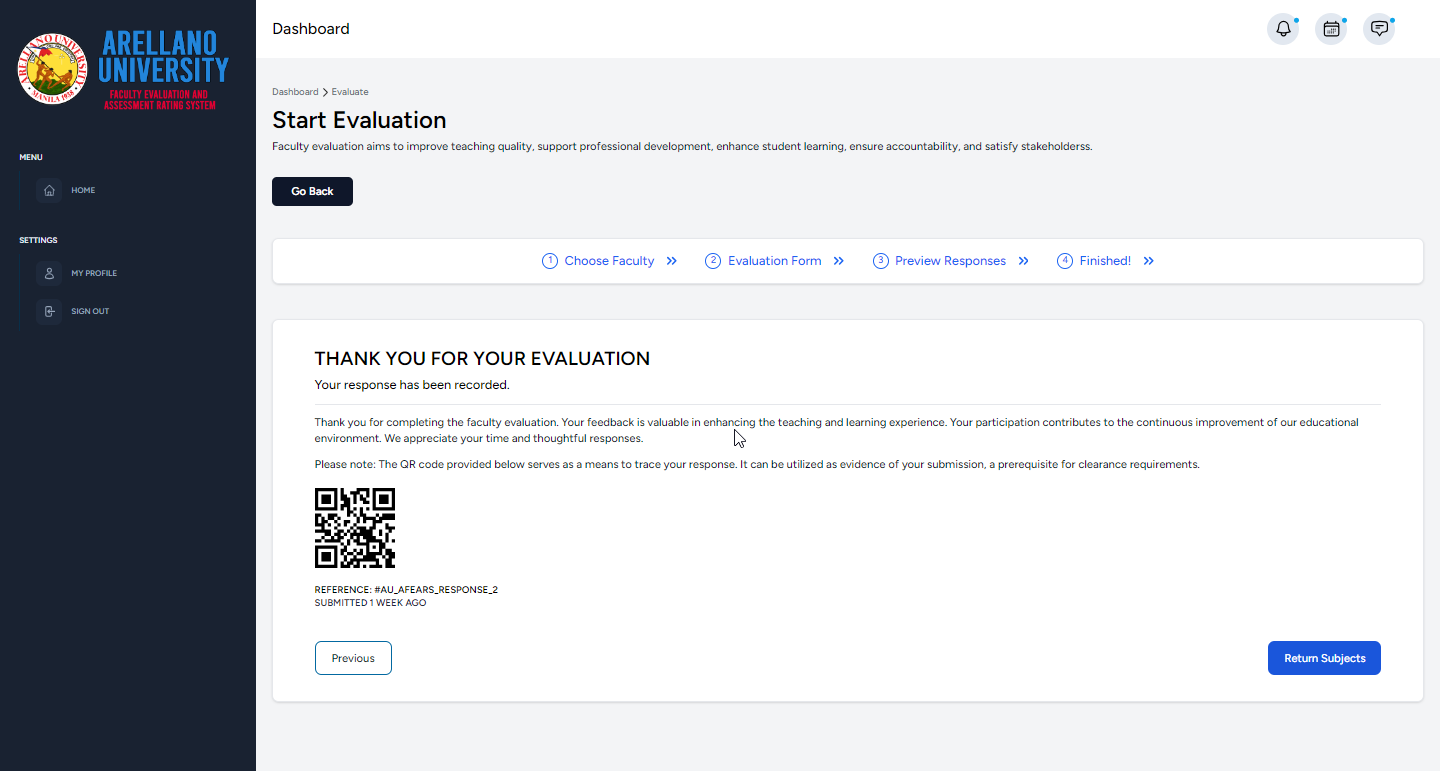 ARELLANO UNIVERSITY
MANILA 1938
ARELLANO
UNIVERSITY
FACULTY EVALUATION AND
ASSESSMENT RATING SYSTEM
MENU
HOME
SETTINGS
MY PROFILE
SIGN OUT
Dashboard
Dashboard > Evaluate
Start Evaluation
Faculty evaluation aims to improve teaching quality, support professional development, enhance student learning, ensure accountability, and satisfy stakeholderss.
Go Back
1 Choose Faculty » 2 Evaluation Form » 3 Preview Responses » 4 Finished! »
THANK YOU FOR YOUR EVALUATION
Your response has been recorded.
Thank you for completing the faculty evaluation. Your feedback is valuable in enhancing the teaching and learning experience. Your participation contributes to the continuous improvement of our educational
environment. We appreciate your time and thoughtful responses.
Please note: The QR code provided below serves as a means to trace your response. It can be utilized as evidence of your submission, a prerequisite for clearance requirements.
REFERENCE: #AU_AFEARS_RESPONSE_2
SUBMITTED 1 WEEK AGO
Previous
Return Subjects